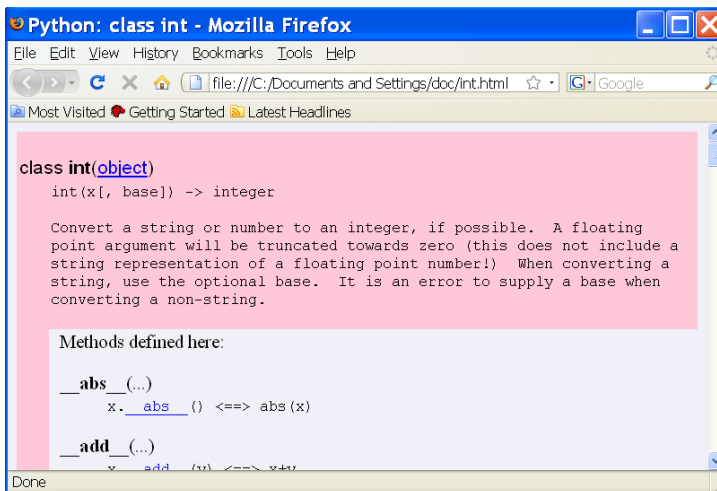 Python: class int - Mozilla Firefox
File Edit View History Bookmarks Tools Help
file:///C:/Documents and Settings/doc/int.html G Google
Most Visited Getting Started Latest Headlines
class int(object)
int(x[, base]) -> integer
Convert a string or number to an integer, if possible. A floating
point argument will be truncated towards zero (this does not include a
string representation of a floating point number!) When converting a
string, use the optional base. It is an error to supply a base when
converting a non-string.
Methods defined here:
__abs__(...)
x.__abs__() <==> abs(x)
__add__(...)
x.__add__(y) <==> x+y
Done